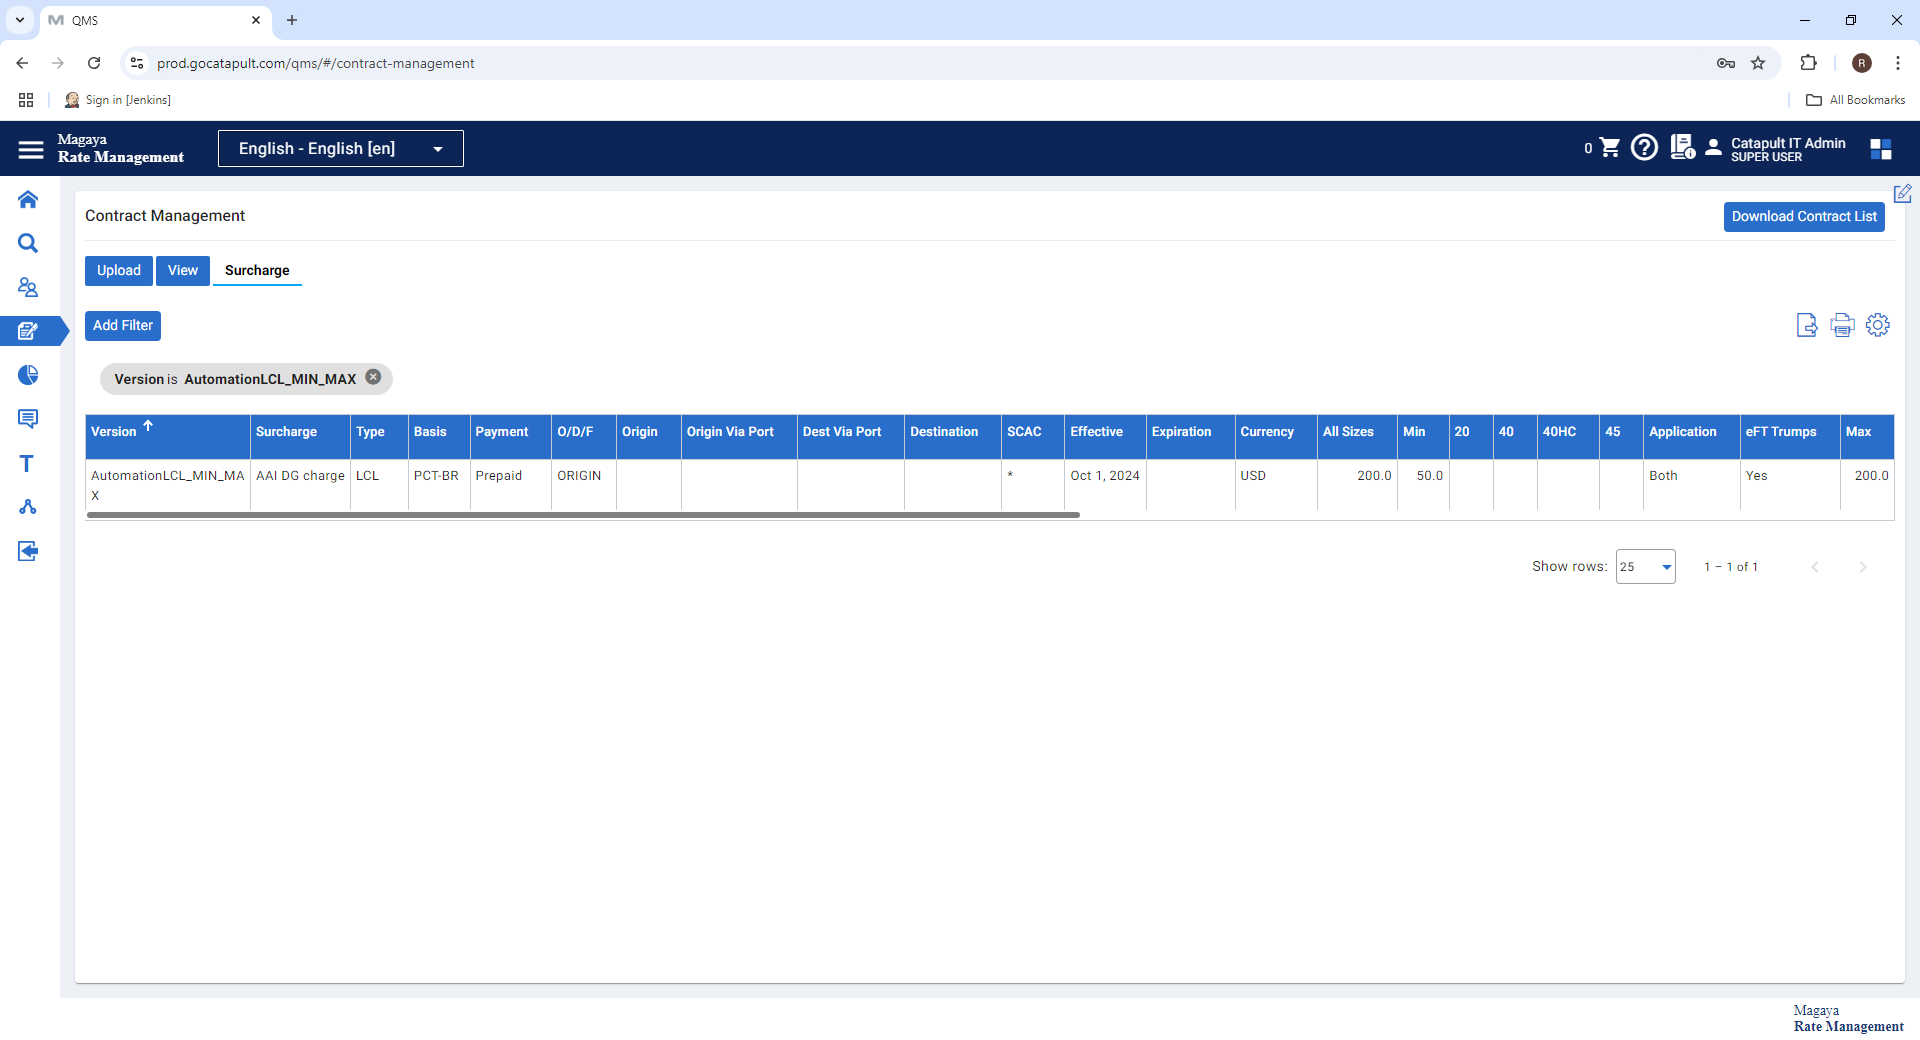 QMS
prod.gocatapult.com/qms/#/contract-management
R
Sign in [Jenkins]
All Bookmarks
Magaya
Rate Management
English - English [en]
0
Catapult IT Admin
SUPER USER
Contract Management
Download Contract List
Upload
View
Surcharge
Add Filter
Version is AutomationLCL_MIN_MAX
Version Surcharge Type Basis Payment O/D/F Origin Origin Via Port Dest Via Port Destination SCAC Effective Expiration Currency All Sizes Min 20 40 40HC 45 Application eFT Trumps Max
AutomationLCL_MIN_MA AAI DG charge LCL PCT-BR Prepaid ORIGIN * Oct 1, 2024 USD 200.0 50.0 Both Yes 200.0
X
Show rows: 25 1 – 1 of 1
T
Magaya
Rate Management